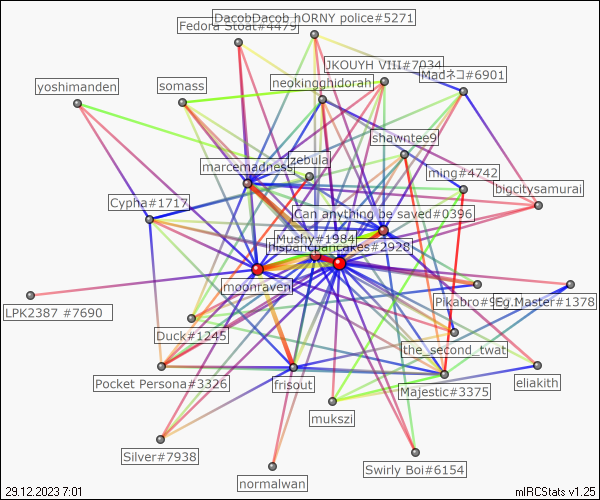 DacobDacob hORNY police#5271
Fedora Stoat#4479
JKOUYH VIII#7034
Madネコ#6901
yoshimanden
somass
neokingghidorah
shawntee9
zebula
marcemadness
ming#4742
bigcitysamurai
Cypha#1717
Can anything be saved#0396
Mushy#1984
hispanicpancakes#2928
moonraven
LPK2387 #7690
Eg.Master#1378
Duck#1245
the_second_twat
Pocket Persona#3326
frisout
Majestic#3375
eliakith
mukszi
Silver#7938
Swirly Boi#6154
normalwan
29.12.2023 7:01
mIRCStats v1.25